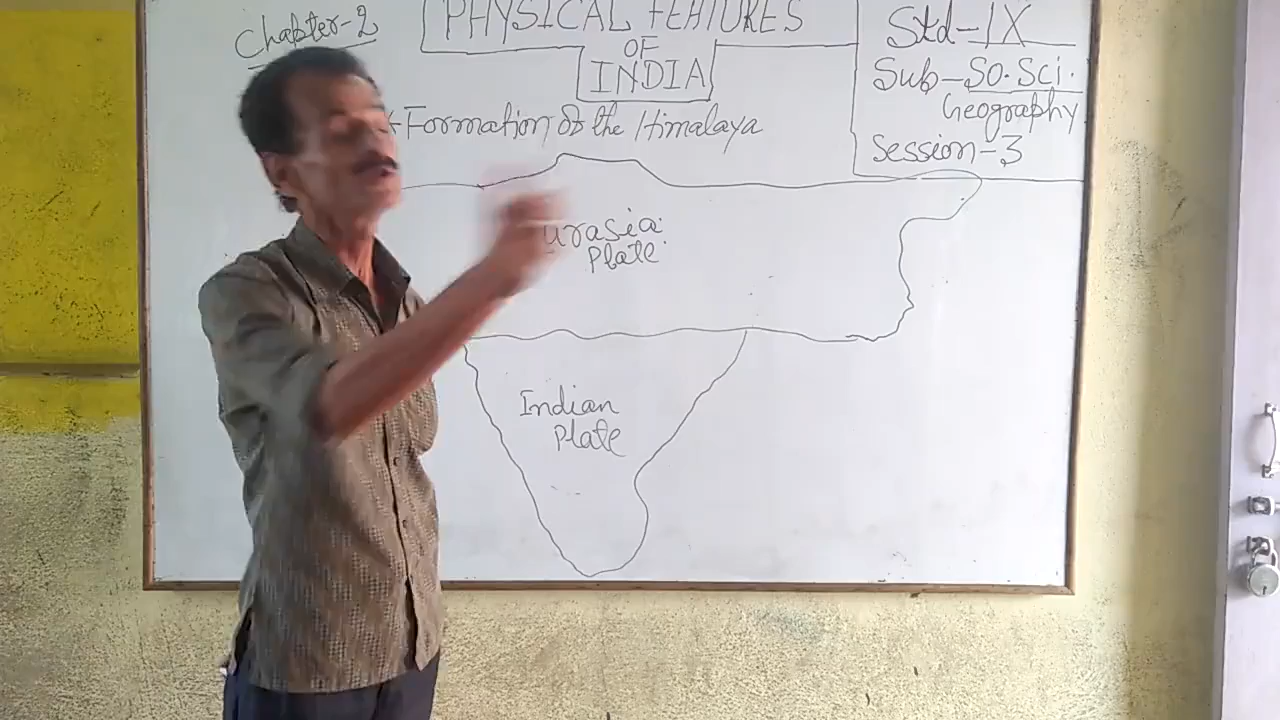 Chapter-2
PHYSICAL FEATURES
OF
INDIA
Std-IX
Sub-So.Sci.
Geography
Session-3
+Formation of the Himalaya
urasia
Plate
Indian
Plate